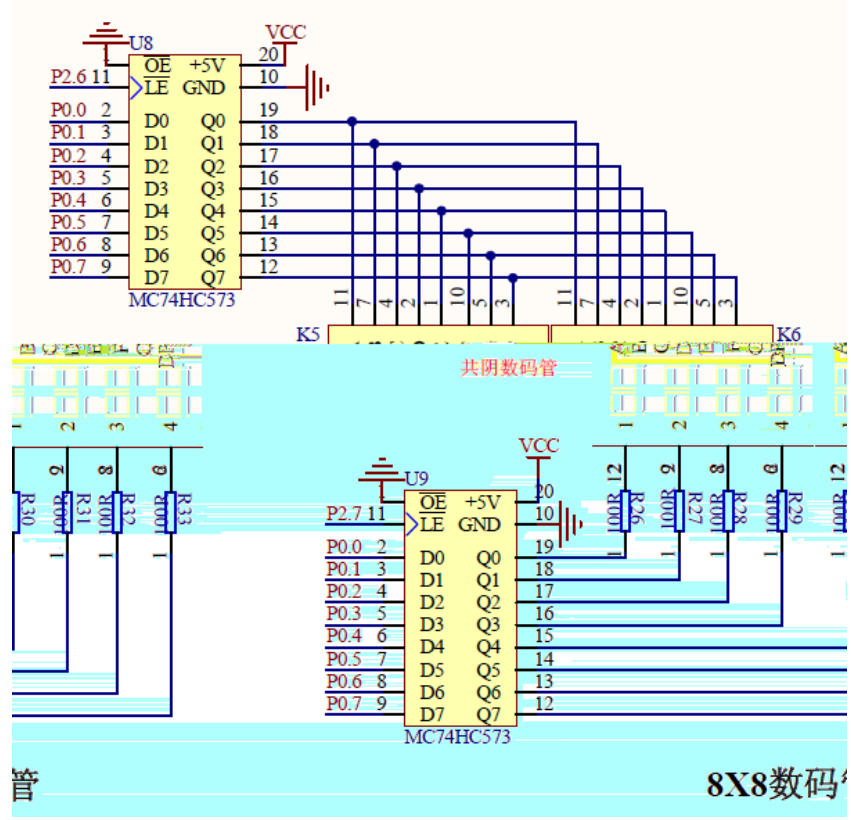 VCC
U8
OE +5V 20
P2.6 11 LE GND 10
P0.0 2 D0 Q0 19
P0.1 3 D1 Q1 18
P0.2 4 D2 Q2 17
P0.3 5 D3 Q3 16
P0.4 6 D4 Q4 15
P0.5 7 D5 Q5 14
P0.6 8 D6 Q6 13
P0.7 9 D7 Q7 12
MC74HC573
11 7 4 2 1 10 5 3 11 7 4 2 1 10 5 3
K5 K6
共阴数码管
1 2 3 4 1 2 3 4
9 8 6 12 9 8 6 12
R30 R31 R32 R33 R26 R27 R28 R29
1 1 1 1 1 1 1 1
VCC
U9
OE +5V 20
P2.7 11 LE GND 10
P0.0 2 D0 Q0 19
P0.1 3 D1 Q1 18
P0.2 4 D2 Q2 17
P0.3 5 D3 Q3 16
P0.4 6 D4 Q4 15
P0.5 7 D5 Q5 14
P0.6 8 D6 Q6 13
P0.7 9 D7 Q7 12
MC74HC573
管 8X8数码